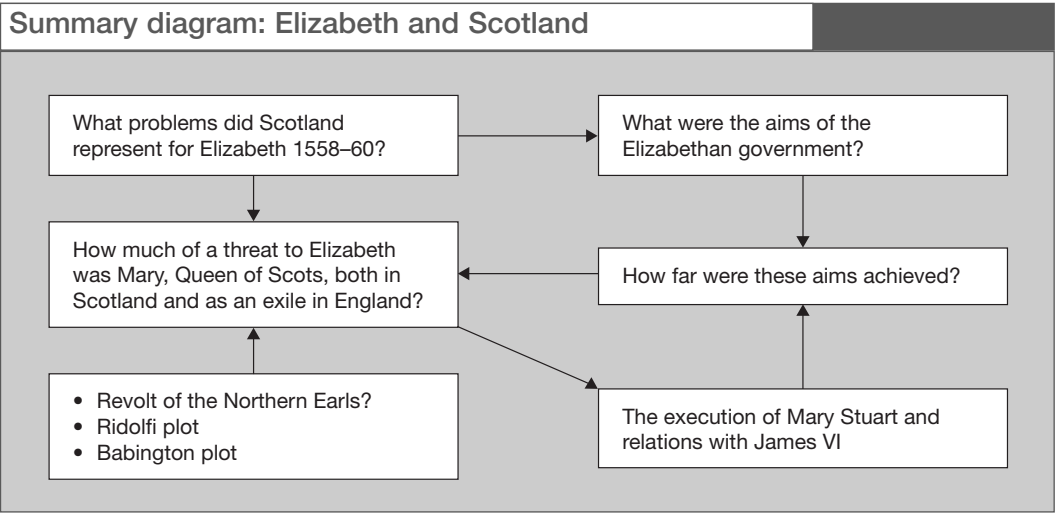 Summary diagram: Elizabeth and Scotland
What problems did Scotland
represent for Elizabeth 1558–60?
What were the aims of the
Elizabethan government?
How much of a threat to Elizabeth
was Mary, Queen of Scots, both in
Scotland and as an exile in England?
How far were these aims achieved?
• Revolt of the Northern Earls?
• Ridolfi plot
• Babington plot
The execution of Mary Stuart and
relations with James VI